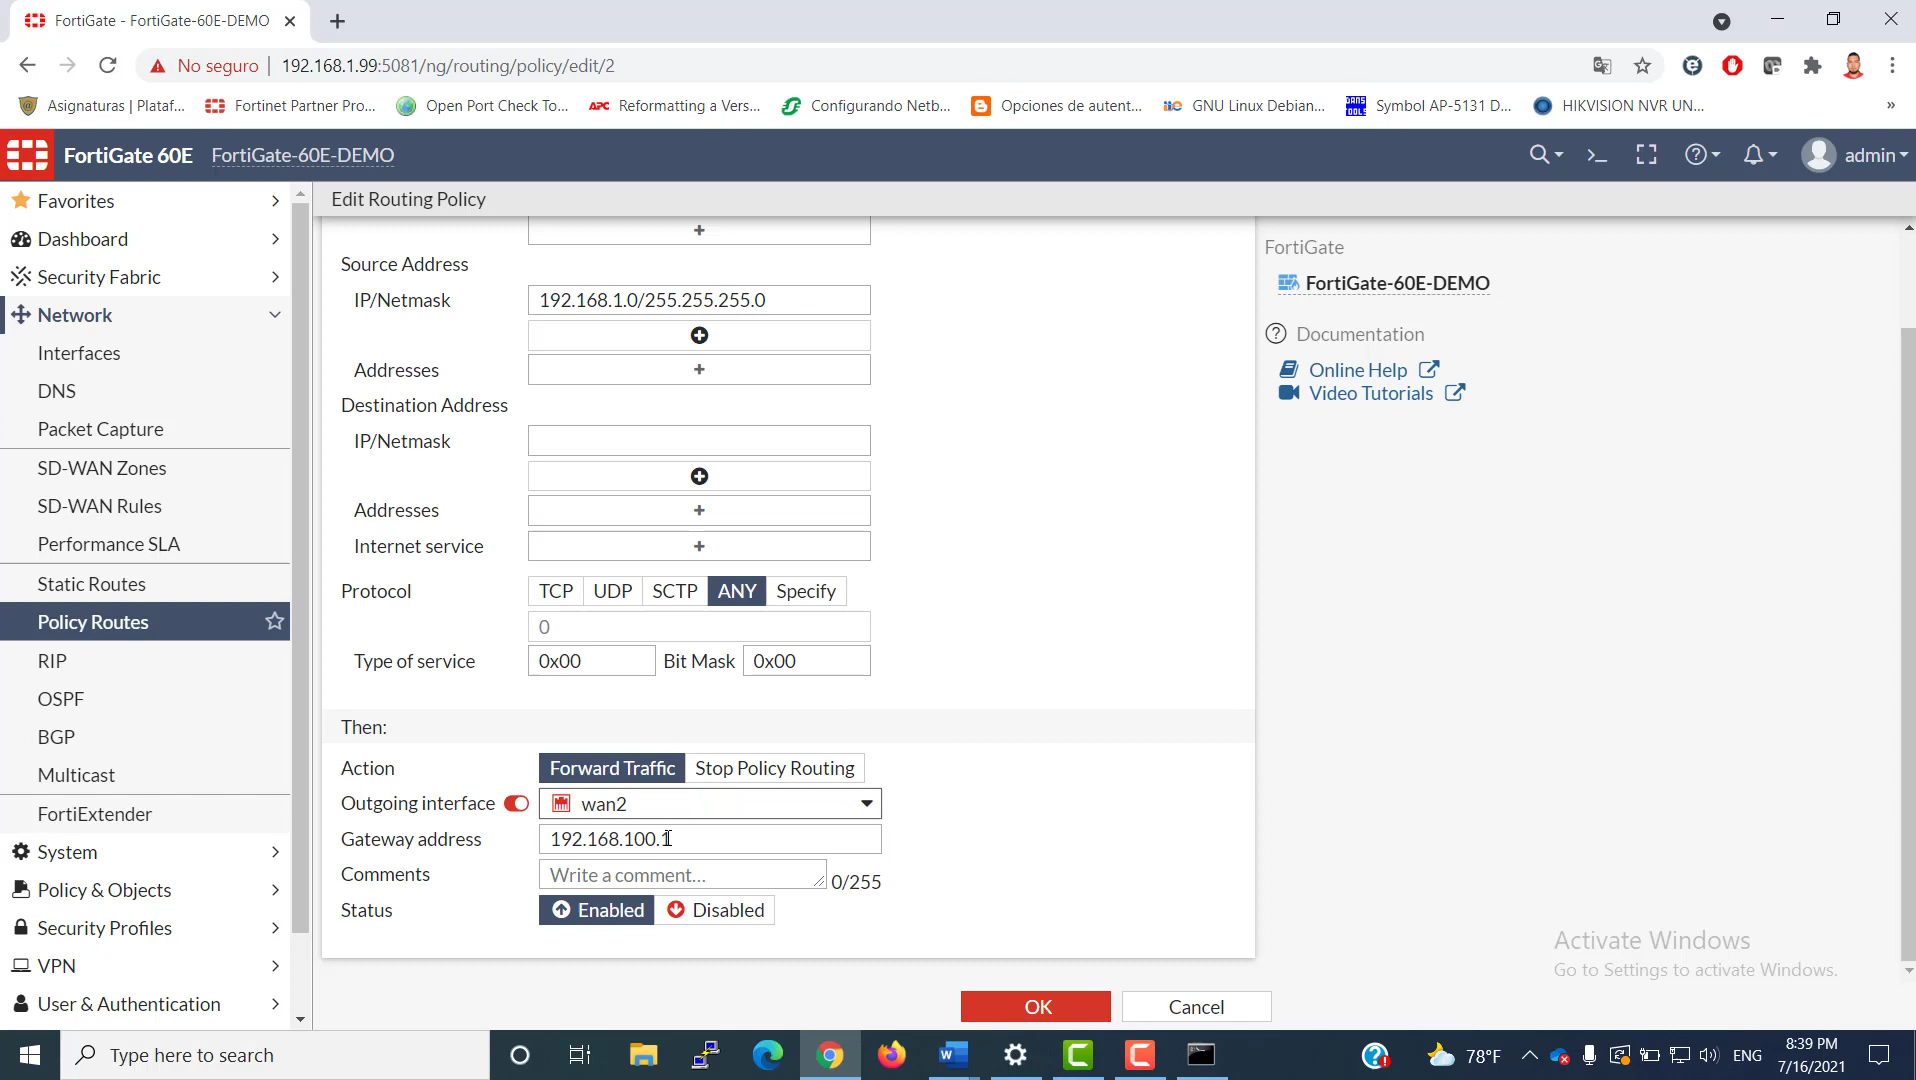 FortiGate - FortiGate-60E-DEMO
No seguro
192.168.1.99:5081/ng/routing/policy/edit/2
Asignaturas | Plataf...
Fortinet Partner Pro...
Open Port Check To...
APC Reformatting a Vers...
Configurando Netb...
Opciones de autent...
GNU Linux Debian...
DANS TOOLS Symbol AP-5131 D...
HIKVISION NVR UN...
»
FortiGate 60E
FortiGate-60E-DEMO
admin
Favorites
Dashboard
Security Fabric
Network
Interfaces
DNS
Packet Capture
SD-WAN Zones
SD-WAN Rules
Performance SLA
Static Routes
Policy Routes
RIP
OSPF
BGP
Multicast
FortiExtender
System
Policy & Objects
Security Profiles
VPN
User & Authentication
Edit Routing Policy
Source Address
IP/Netmask 192.168.1.0/255.255.255.0
Addresses
Destination Address
IP/Netmask
Addresses
Internet service
Protocol TCP UDP SCTP ANY Specify
0
Type of service 0x00 Bit Mask 0x00
Then:
Action Forward Traffic Stop Policy Routing
Outgoing interface wan2
Gateway address 192.168.100.1
Comments Write a comment... 0/255
Status Enabled Disabled
OK Cancel
FortiGate
FortiGate-60E-DEMO
Documentation
Online Help
Video Tutorials
Activate Windows
Go to Settings to activate Windows.
Type here to search
78°F
ENG
8:39 PM
7/16/2021